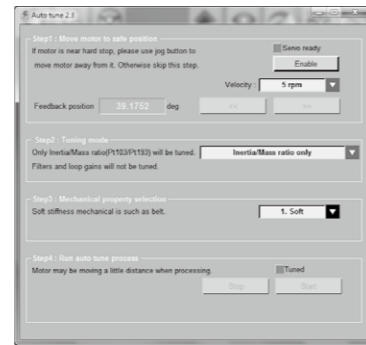 Auto tune 2.1
Step1 : Move motor to safe position
If motor is near hard stop, please use jog button to
move motor away from it. Otherwise skip this step.
Servo ready
Enable
Velocity : 5 rpm
Feedback position 39.1752 deg << >>
Step2 : Tuning mode
Only Inertia/Mass ratio(Pt103/Pt193) will be tuned. Inertia/Mass ratio only
Filters and loop gains will not be tuned.
Step3 : Mechanical property selection
Soft stiffness mechanical is such as belt. 1. Soft
Step4 : Run auto tune process
Motor may be moving a little distance when processing. Tuned
Stop Start